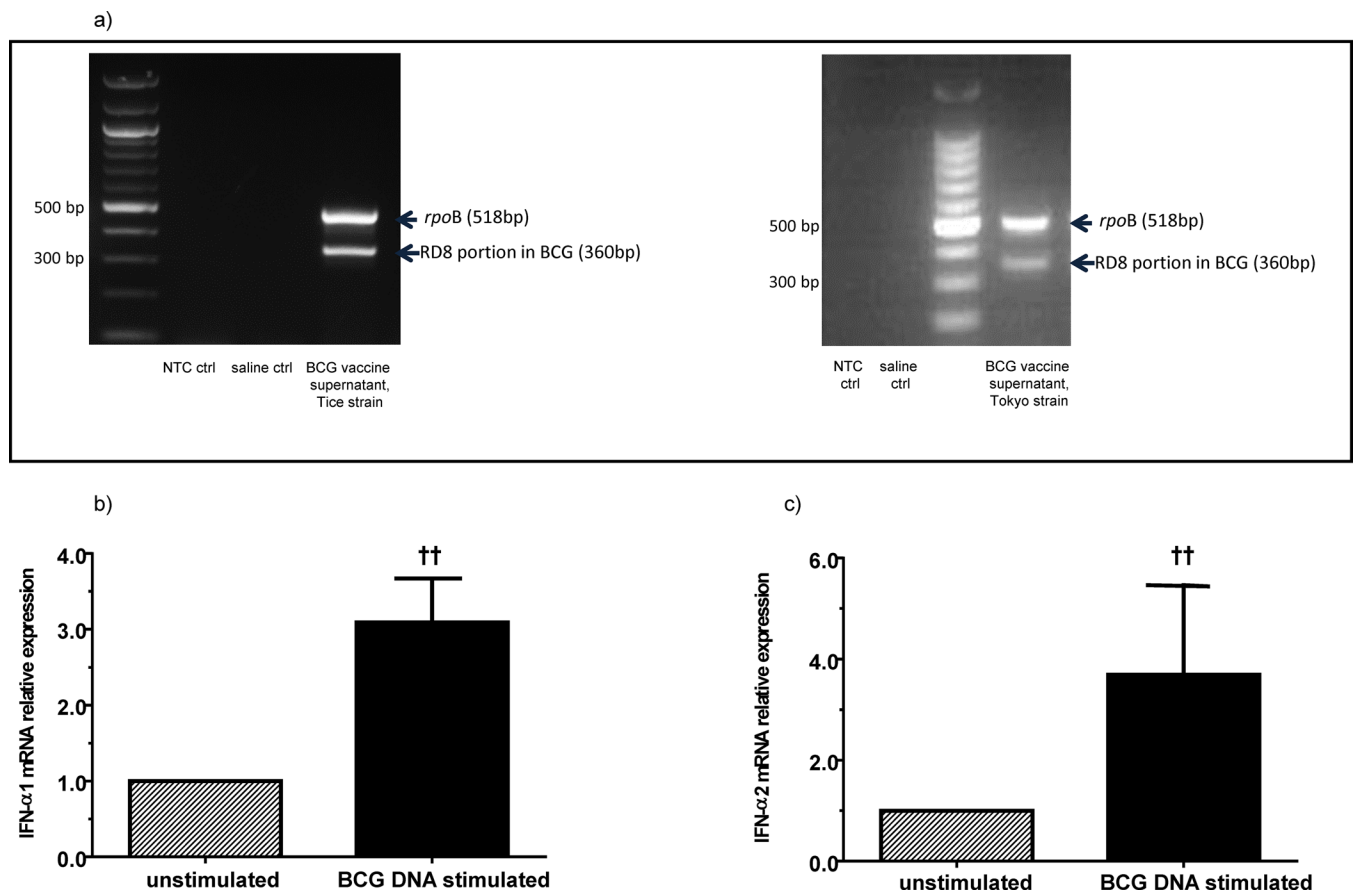 a)
500 bp
300 bp
rpoB (518bp)
RD8 portion in BCG (360bp)
NTC ctrl
saline ctrl
BCG vaccine
supernatant,
Tice strain
500 bp
300 bp
rpoB (518bp)
RD8 portion in BCG (360bp)
NTC
ctrl
saline
ctrl
BCG vaccine
supernatant,
Tokyo strain
b)
IFN-α1 mRNA relative expression
4.0
3.0
2.0
1.0
0.0
††
unstimulated
BCG DNA stimulated
c)
IFN-α2 mRNA relative expression
6.0
4.0
2.0
0.0
††
unstimulated
BCG DNA stimulated